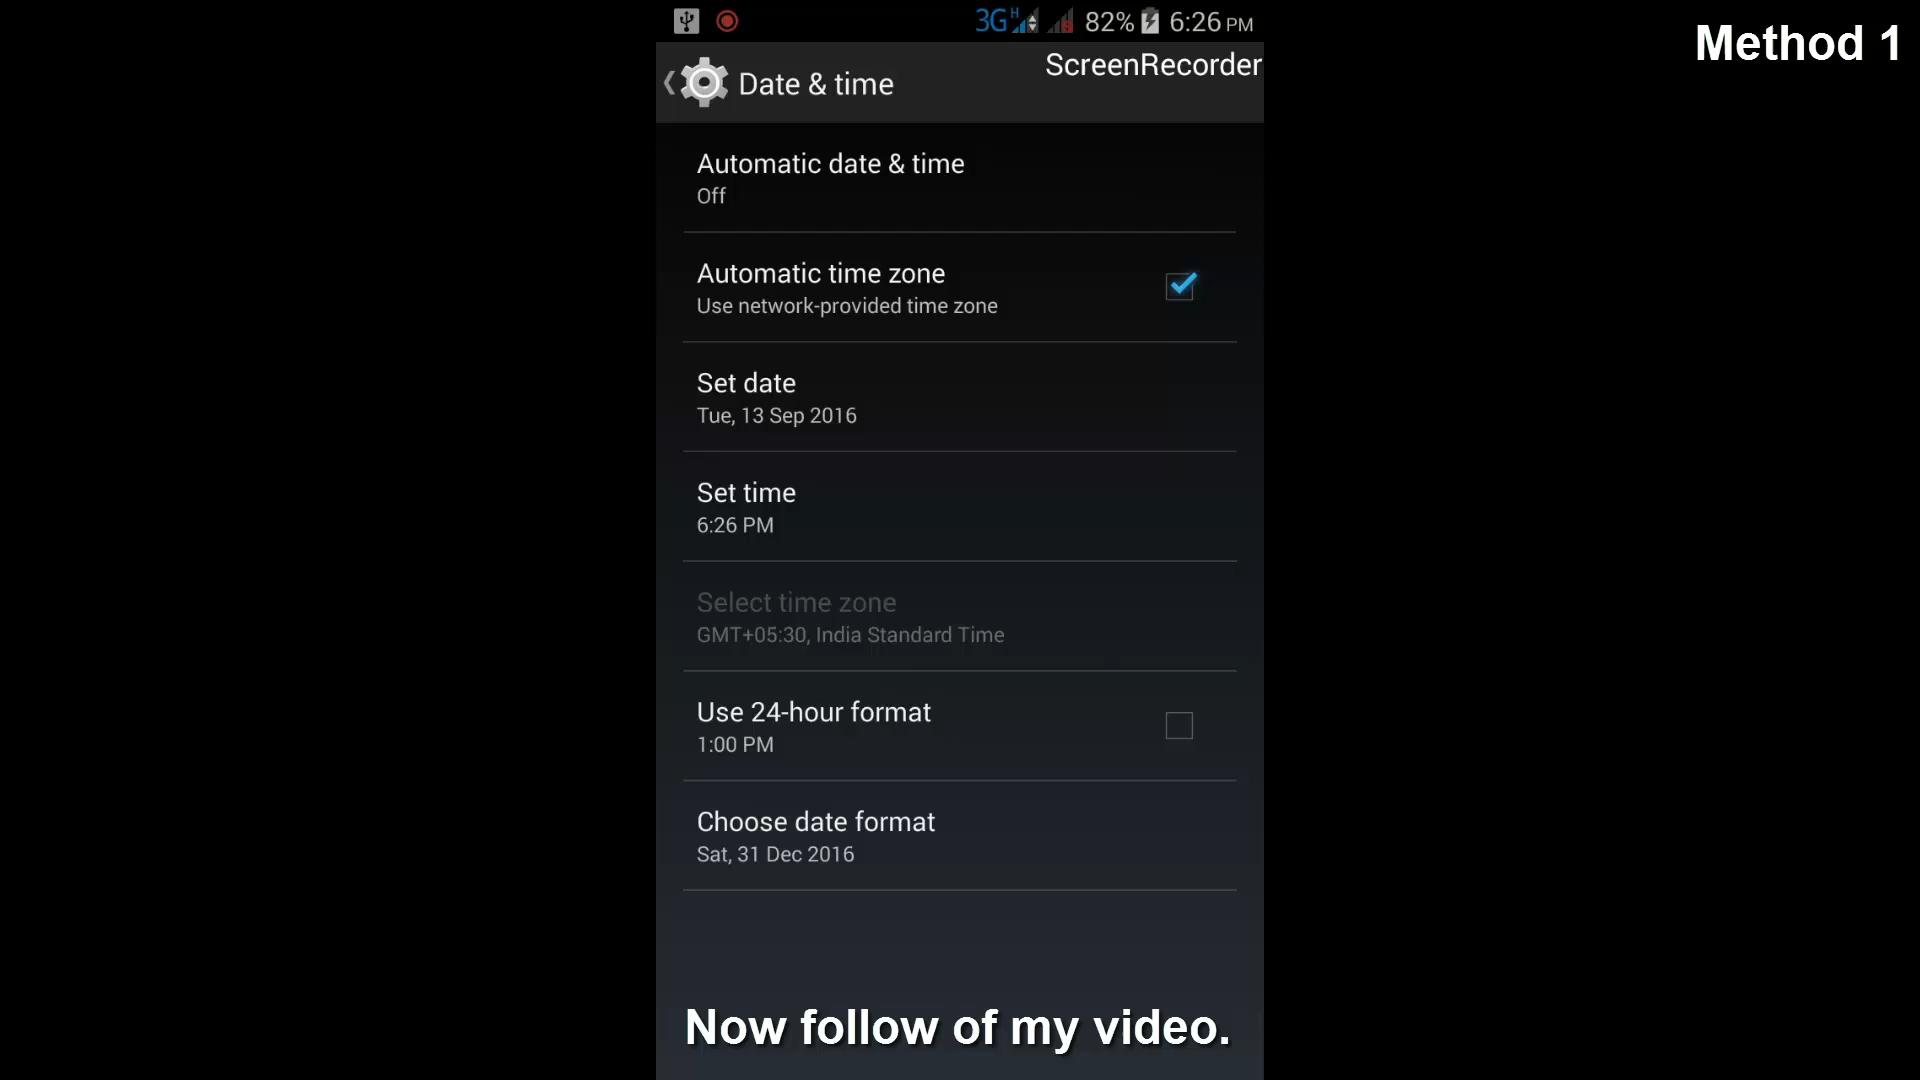 3G H 82% 6:26 PM
Method 1
ScreenRecorder
Date & time
Automatic date & time
Off
Automatic time zone
Use network-provided time zone
Set date
Tue, 13 Sep 2016
Set time
6:26 PM
Select time zone
GMT+05:30, India Standard Time
Use 24-hour format
1:00 PM
Choose date format
Sat, 31 Dec 2016
Now follow of my video.